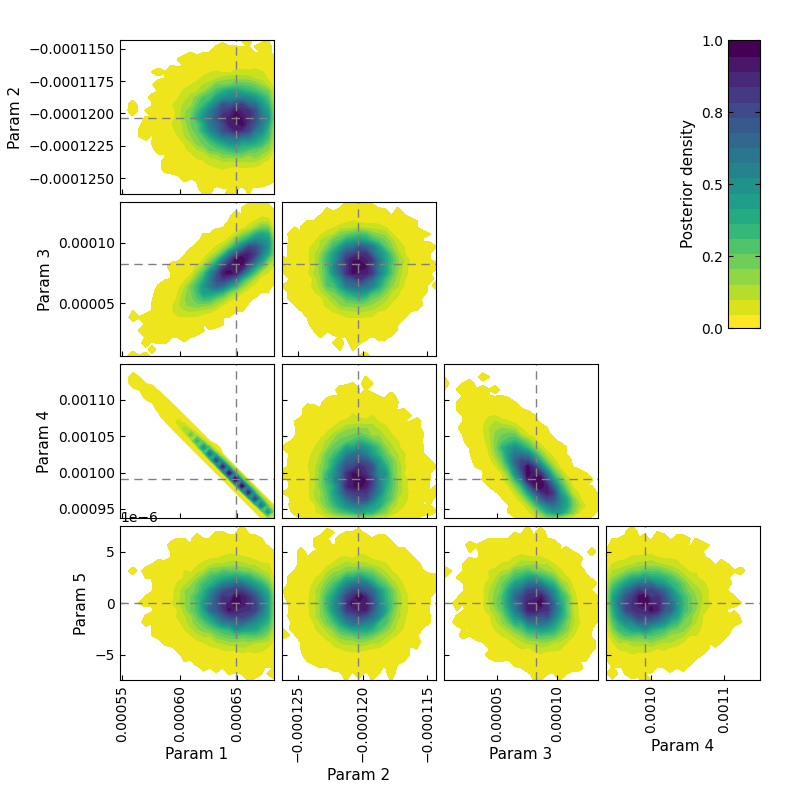 −0.0001150
−0.0001175
−0.0001200
−0.0001225
−0.0001250
Param 2
1.0
0.8
0.5
0.2
0.0
Posterior density
0.00010
0.00005
Param 3
0.00110
0.00105
0.00100
0.00095
Param 4
1e−6
5
0
−5
Param 5
0.00055
0.00060
0.00065
Param 1
−0.000125
−0.000120
−0.000115
Param 2
0.00005
0.00010
Param 3
0.0010
0.0011
Param 4